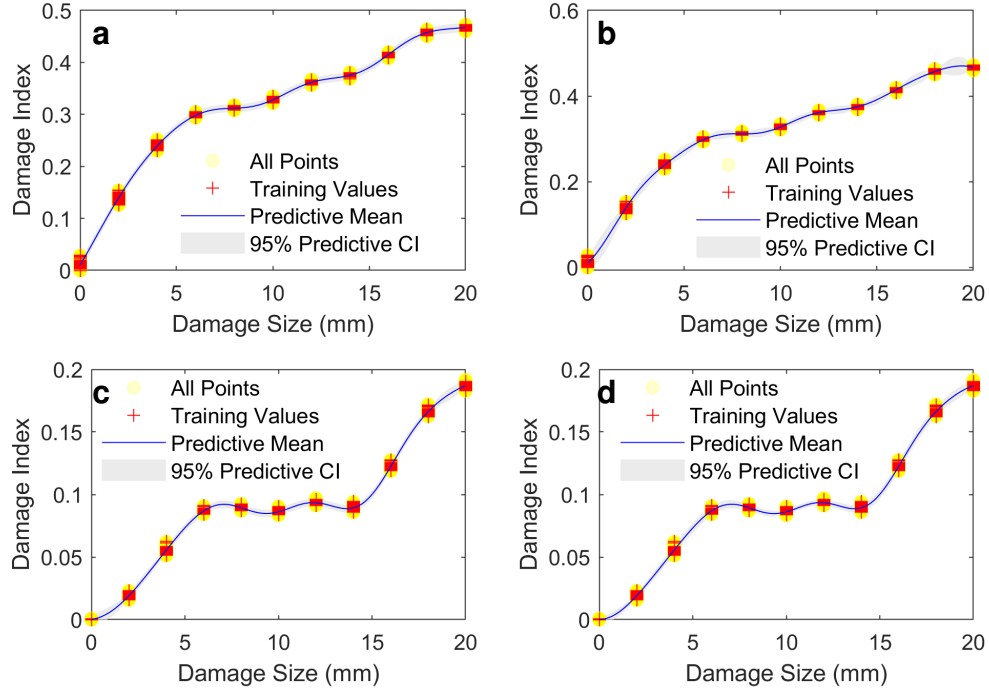 a
0.5
0.4
0.3
0.2
0.1
0
Damage Index
All Points
Training Values
Predictive Mean
95% Predictive CI
0 5 10 15 20
Damage Size (mm)
b
0.6
0.4
0.2
0
Damage Index
All Points
Training Values
Predictive Mean
95% Predictive CI
0 5 10 15 20
Damage Size (mm)
c
0.2
0.15
0.1
0.05
0
Damage Index
All Points
Training Values
Predictive Mean
95% Predictive CI
0 5 10 15 20
Damage Size (mm)
d
0.2
0.15
0.1
0.05
0
Damage Index
All Points
Training Values
Predictive Mean
95% Predictive CI
0 5 10 15 20
Damage Size (mm)